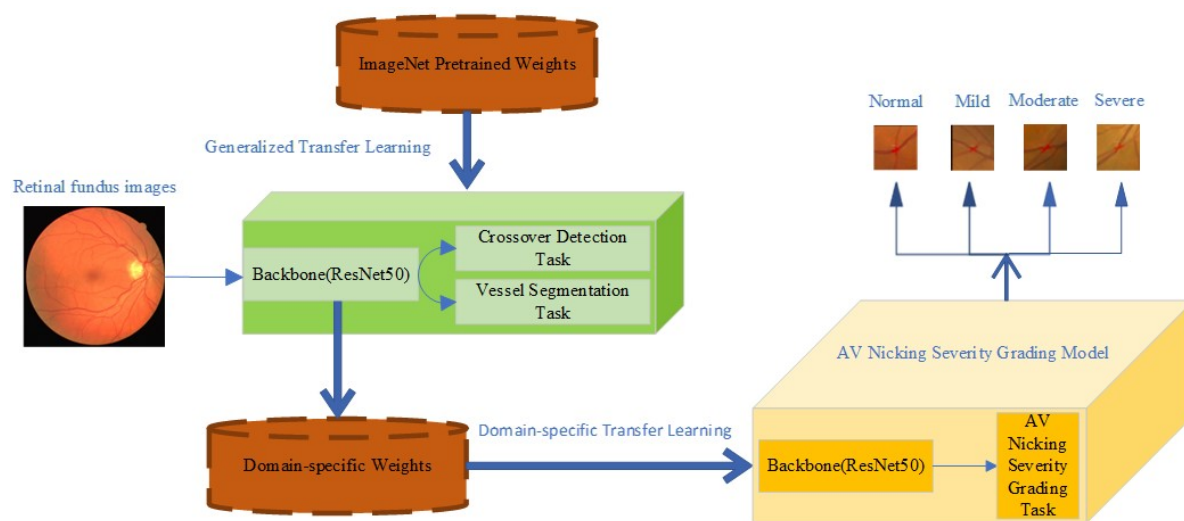 ImageNet Pretrained Weights
Generalized Transfer Learning
Retinal fundus images
Backbone(ResNet50)
Crossover Detection
Task
Vessel Segmentation
Task
Domain-specific Weights
Domain-specific Transfer Learning
Normal Mild Moderate Severe
AV Nicking Severity Grading Model
Backbone(ResNet50)
AV
Nicking
Severity
Grading
Task